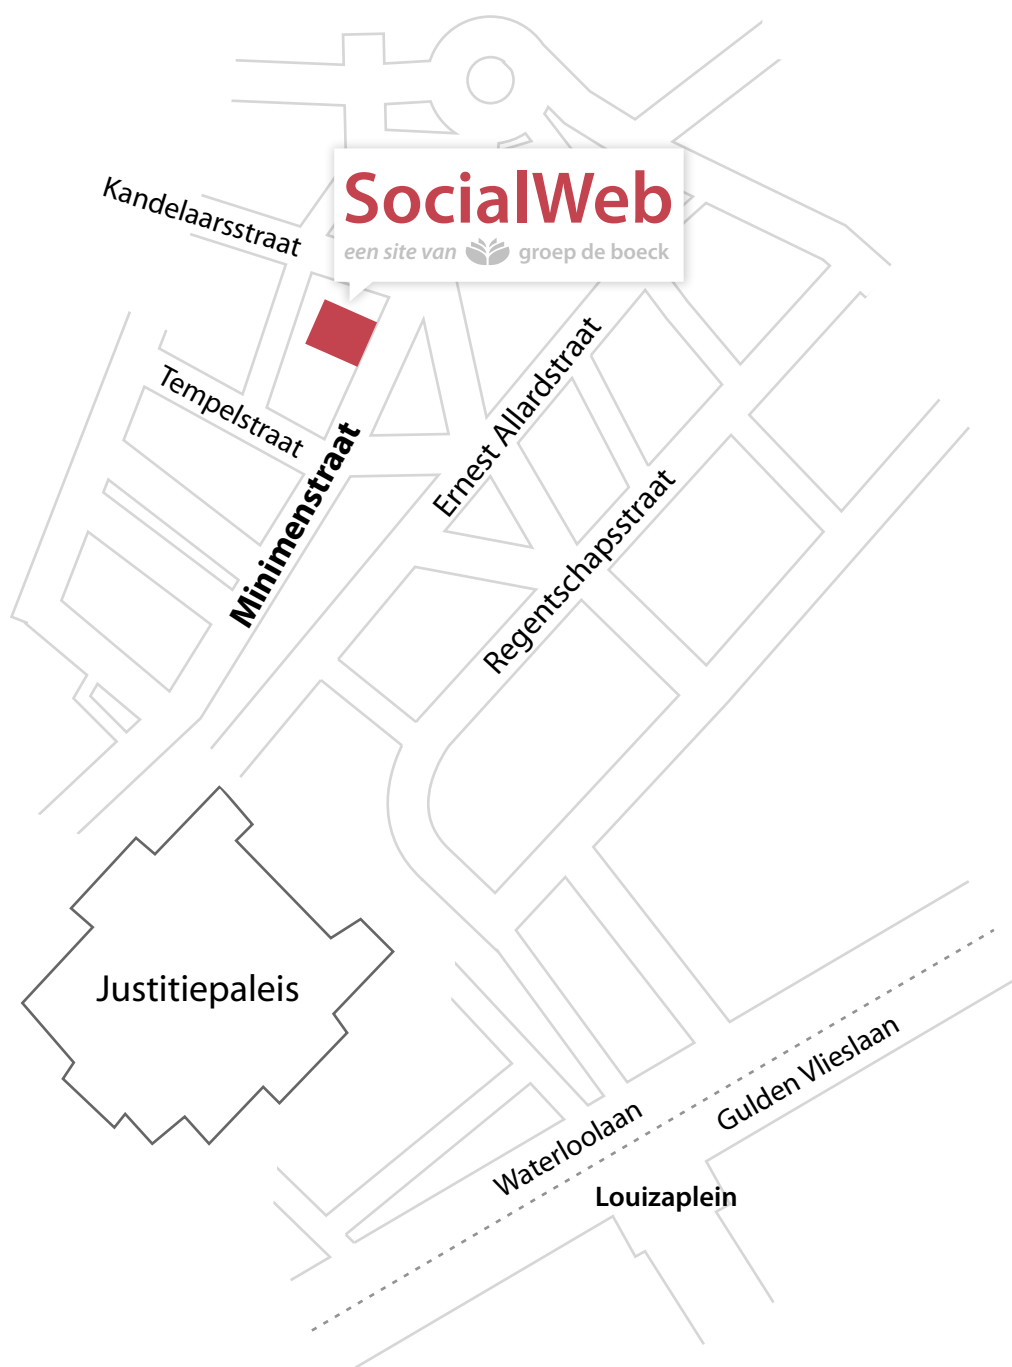 Kandelaarsstraat
SocialWeb
een site van groep de boeck
Tempelstraat
Minimenstraat
Ernest Allardstraat
Regentschapsstraat
Justitiepaleis
Waterloolaan
Gulden Vlieslaan
Louizaplein